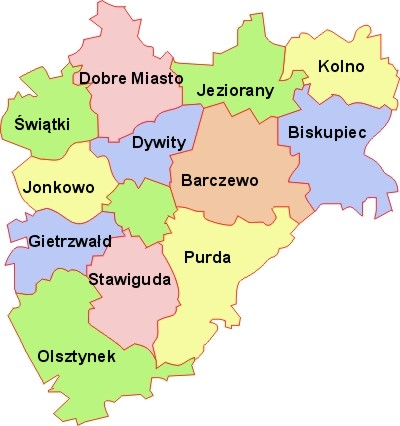 Kolno
Dobre Miasto
Jeziorany
Świątki
Dywity
Biskupiec
Jonkowo
Barczewo
Gietrzwałd
Purda
Stawiguda
Olsztynek